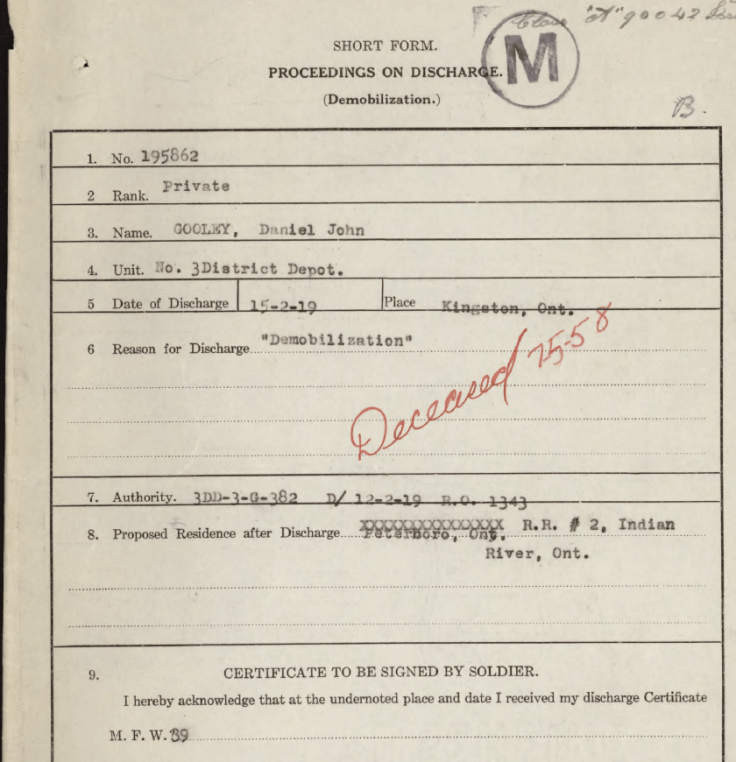 Class "A" 90042
SHORT FORM.
PROCEEDINGS ON DISCHARGE.
M
(Demobilization.)
B.
1. No. 195862
2 Rank. Private
3. Name. GOOLEY, Daniel John
4. Unit. No. 3District Depot.
5 Date of Discharge 15-2-19 Place Kingston, Ont.
6 Reason for Discharge "Demobilization"
Deceased 75-58
7. Authority. 3DD-3-G-382 D/ 12-2-19 R.O. 1343
8. Proposed Residence after Discharge Peterboro, Ont. R.R. # 2, Indian
River, Ont.
9. CERTIFICATE TO BE SIGNED BY SOLDIER.
I hereby acknowledge that at the undernoted place and date I received my discharge Certificate
M. F. W. 39